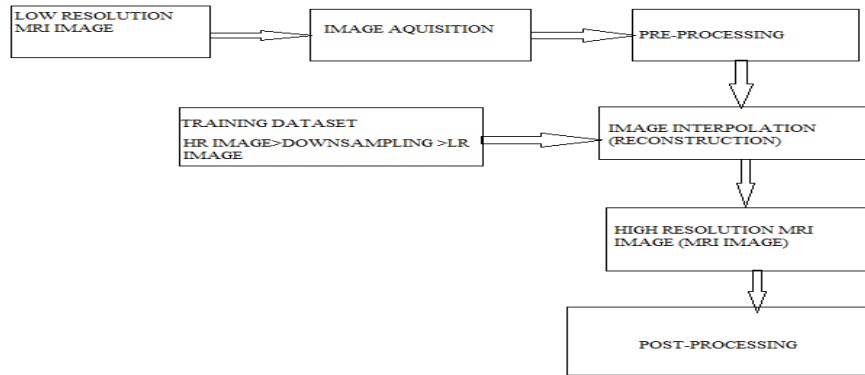 LOW RESOLUTION
MRI IMAGE
IMAGE AQUISITION
PRE-PROCESSING
TRAINING DATASET
HR IMAGE>DOWNSAMPLING >LR
IMAGE
IMAGE INTERPOLATION
(RECONSTRUCTION)
HIGH RESOLUTION MRI
IMAGE (MRI IMAGE)
POST-PROCESSING